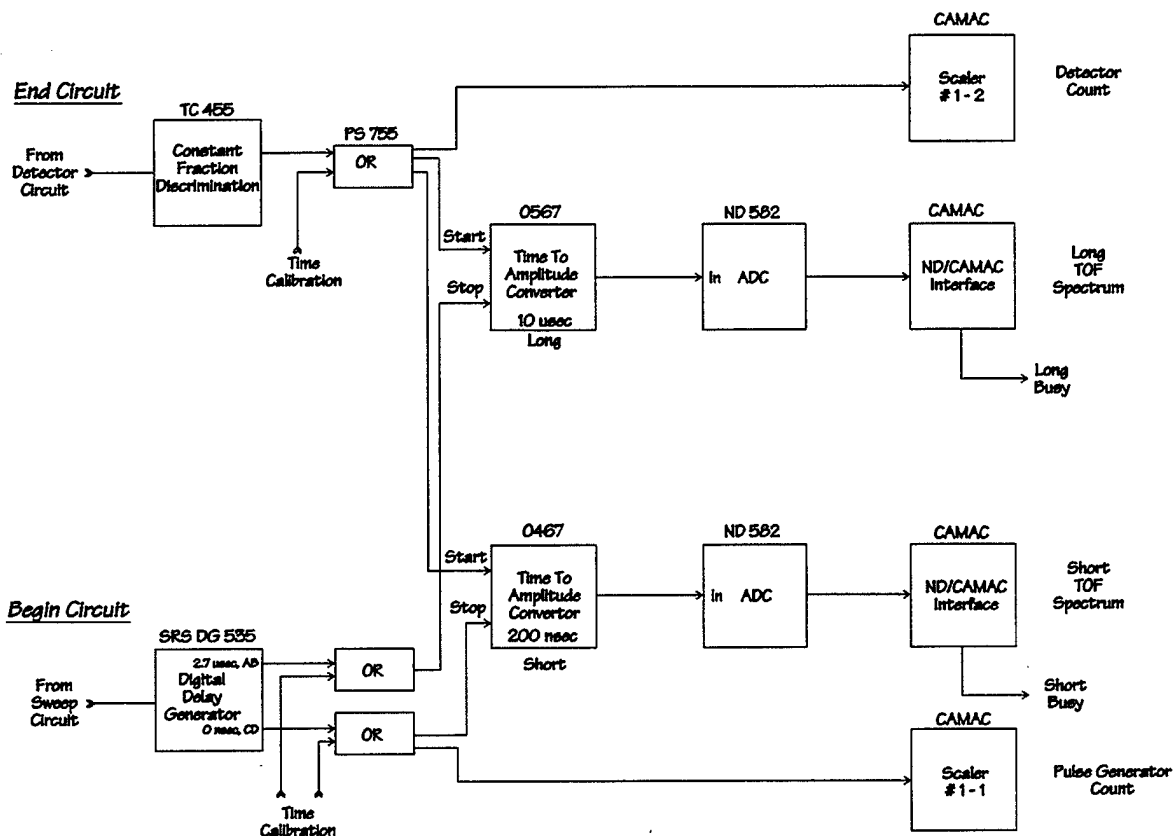 CAMAC
Scaler
#1-2
Detector
Count
End Circuit
TC 455
From
Detector
Circuit
Constant
Fraction
Discrimination
PS 755
OR
Time
Calibration
0567
Start
Stop
Time To
Amplitude
Converter
10 usec
Long
ND 582
In ADC
CAMAC
ND/CAMAC
Interface
Long
TOF
Spectrum
Long
Busy
0467
Start
Stop
Time To
Amplitude
Convertor
200 nsec
Short
ND 582
In ADC
CAMAC
ND/CAMAC
Interface
Short
TOF
Spectrum
Short
Busy
Begin Circuit
SRS DG 535
From
Sweep
Circuit
2.7 usec, AB
Digital
Delay
Generator
0 nsec, CD
OR
OR
Time
Calibration
CAMAC
Scaler
#1-1
Pulse Generator
Count